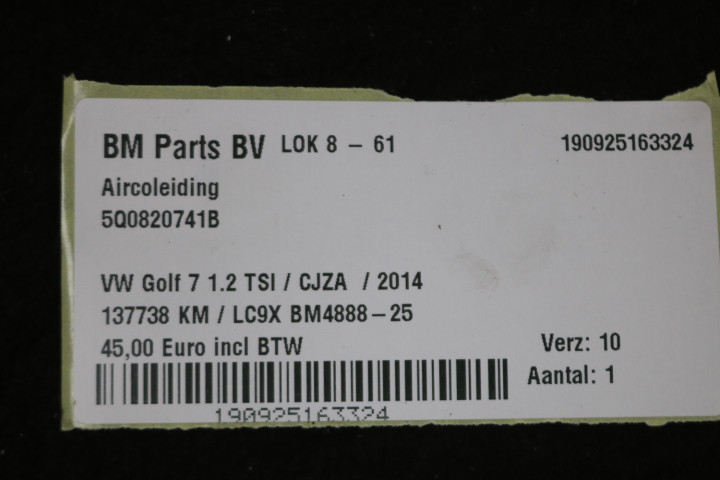 BM Parts BV LOK 8 - 61 190925163324
Aircoleiding
5Q0820741B
VW Golf 7 1.2 TSI / CJZA / 2014
137738 KM / LC9X BM4888-25
45,00 Euro incl BTW Verz: 10
Aantal: 1
190925163324